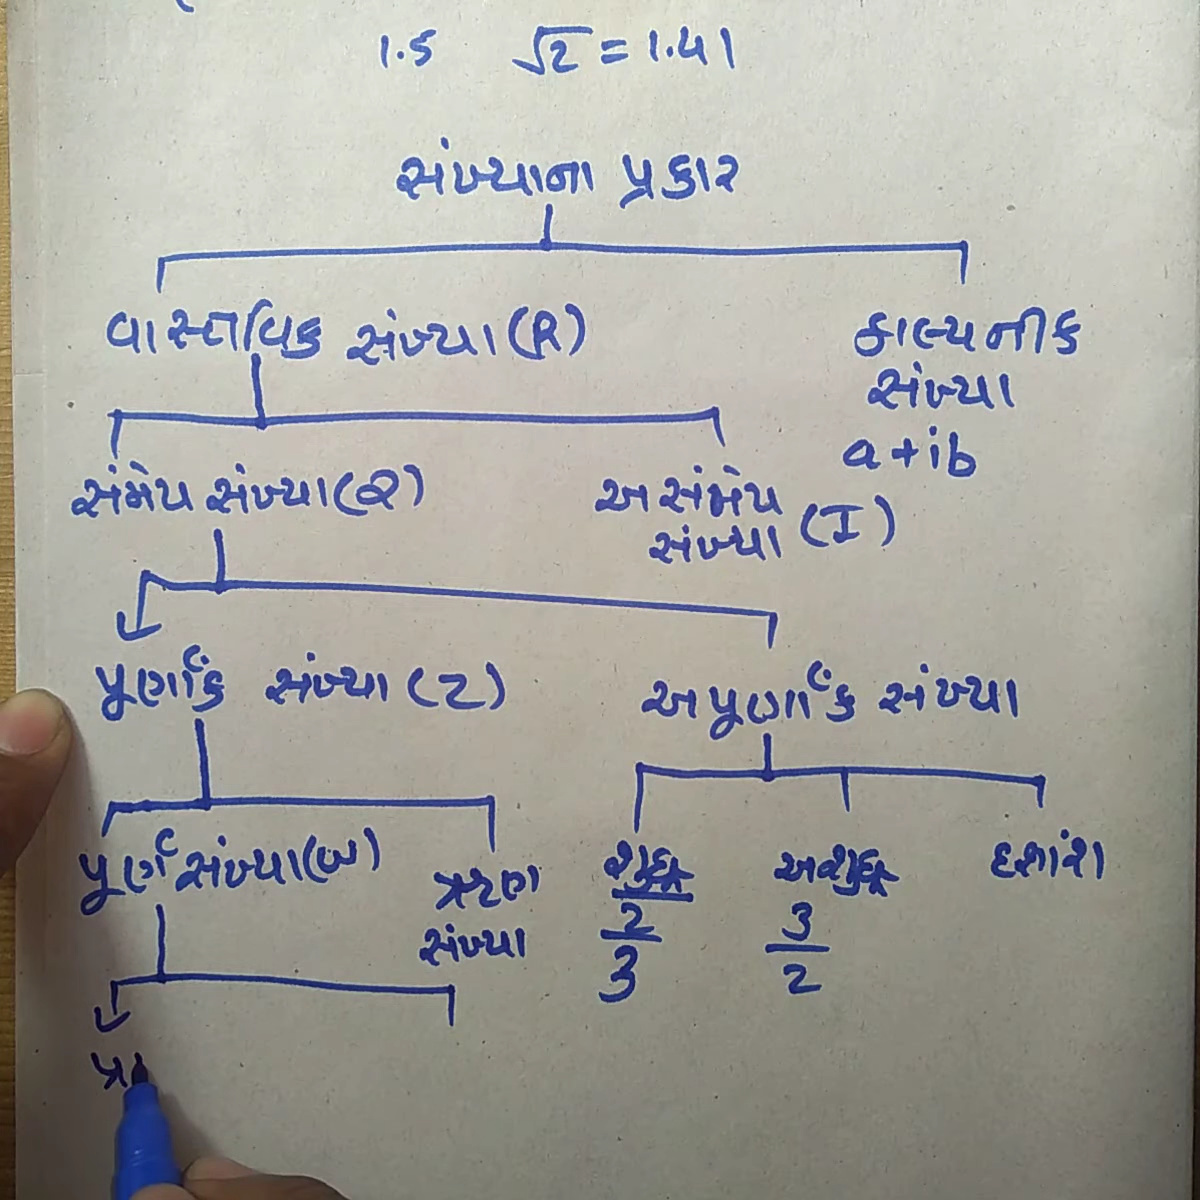 1.5 √2 = 1.41
સંખ્યાના પ્રકાર
વાસ્તવિક સંખ્યા (R)
કાલ્પનીક
સંખ્યા
a+ib
સંમેય સંખ્યા (Q)
અસંમેય
સંખ્યા (I)
પૂર્ણાંક સંખ્યા (Z)
અપૂર્ણાંક સંખ્યા
પૂર્ણ સંખ્યા (W)
ઋણ
સંખ્યા
શુદ્ધ
2
3
અશુદ્ધ
3
2
દશાંશ